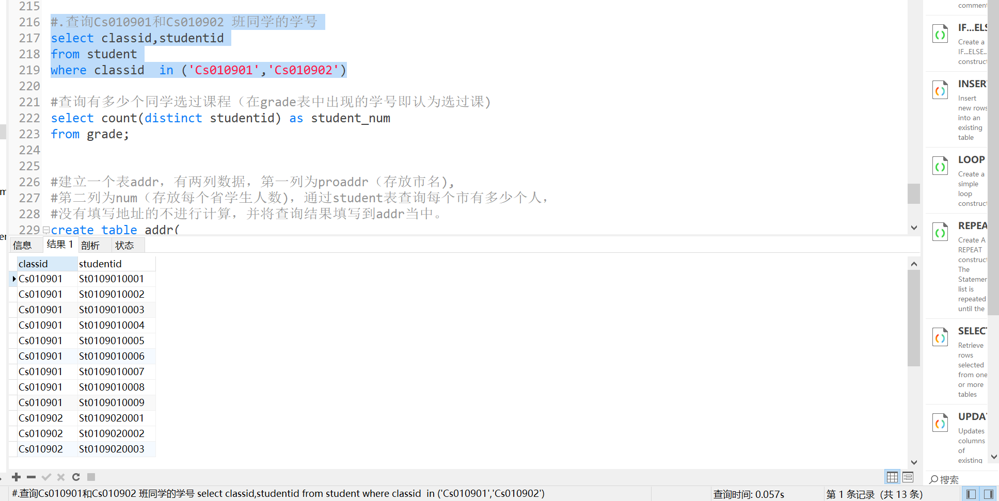 215
216 #.查询Cs010901和Cs010902 班同学的学号
217 select classid,studentid
218 from student
219 where classid  in ('Cs010901','Cs010902')
220
221 #查询有多少个同学选过课程（在grade表中出现的学号即认为选过课)
222 select count(distinct studentid) as student_num
223 from grade;
224
225
226 #建立一个表addr，有两列数据，第一列为proaddr（存放市名),
227 #第二列为num（存放每个省学生人数)，通过student表查询每个市有多少个人，
228 #没有填写地址的不进行计算，并将查询结果填写到addr当中。
229 create table addr(
信息 结果 1 剖析 状态
classid studentid
Cs010901 St0109010001
Cs010901 St0109010002
Cs010901 St0109010003
Cs010901 St0109010004
Cs010901 St0109010005
Cs010901 St0109010006
Cs010901 St0109010007
Cs010901 St0109010008
Cs010901 St0109010009
Cs010902 St0109020001
Cs010902 St0109020002
Cs010902 St0109020003
#.查询Cs010901和Cs010902 班同学的学号 select classid,studentid from student where classid  in ('Cs010901','Cs010902')
查询时间: 0.057s
第 1 条记录（共 13 条）
commen
IF...ELS
Create a
IF...ELSE...
construct
INSER
Insert
new rows
into an
existing
table
LOOP
Create a
simple
loop
construct
REPEA
Create A
REPEAT
construct
The
Statemen
list is
repeated
until the
SELECT
Retrieve
rows
selected
from one
or more
tables
UPDA
Updates
columns
of
existing
搜索